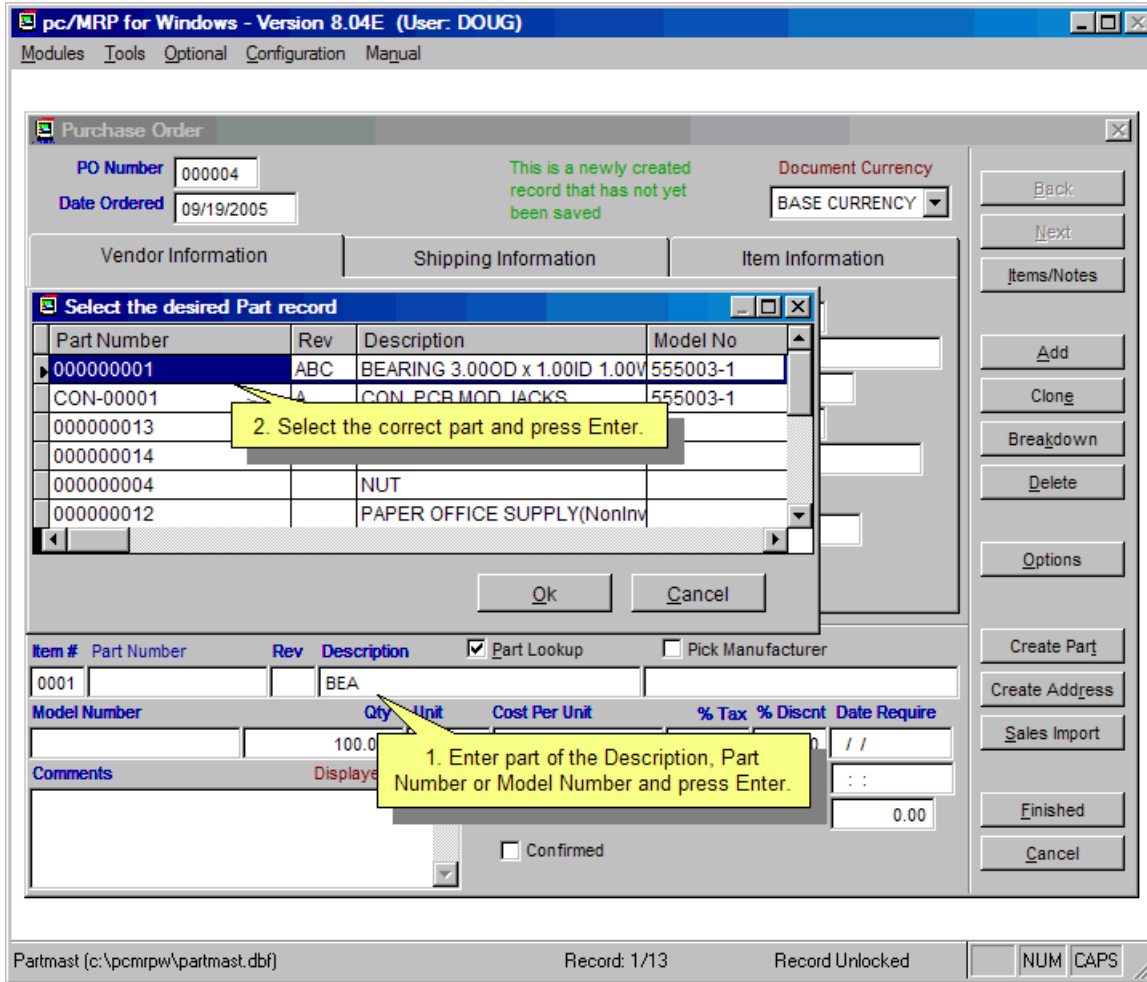 pc/MRP for Windows - Version 8.04E (User: DOUG)
Modules Tools Optional Configuration Manual
Purchase Order
PO Number 000004
This is a newly created
record that has not yet
been saved
Document Currency
Date Ordered 09/19/2005
BASE CURRENCY
Back
Next
Items/Notes
Vendor Information Shipping Information Item Information
Select the desired Part record
Part Number Rev Description Model No
000000001 ABC BEARING 3.00OD x 1.00ID 1.00W 555003-1
CON-00001 A CON, PCB MOD JACKS 555003-1
000000013
000000014
000000004 NUT
000000012 PAPER OFFICE SUPPLY(NonInv
2. Select the correct part and press Enter.
Ok Cancel
Add
Clone
Breakdown
Delete
Options
Create Part
Create Address
Sales Import
Finished
Cancel
Item # Part Number Rev Description Part Lookup Pick Manufacturer
0001 BEA
Model Number Qty Unit Cost Per Unit % Tax % Discnt Date Require
100.0 0 / /
1. Enter part of the Description, Part
Number or Model Number and press Enter.
Comments Displaye
: :
0.00
Confirmed
Partmast (c:\pcmrpw\partmast.dbf) Record: 1/13 Record Unlocked NUM CAPS